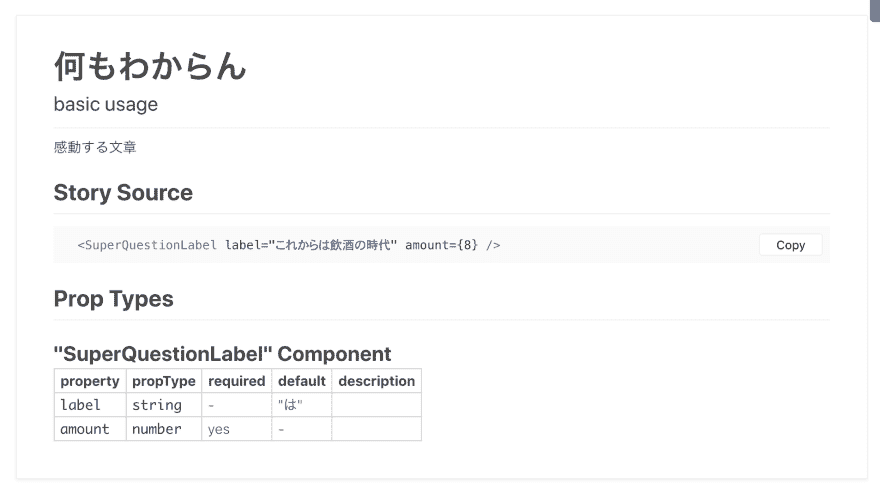 何もわからん
basic usage
感動する文章
Story Source
<SuperQuestionLabel label="これからは飲酒の時代" amount={8} />
Copy
Prop Types
"SuperQuestionLabel" Component
property propType required default description
label string - "は"
amount number yes -